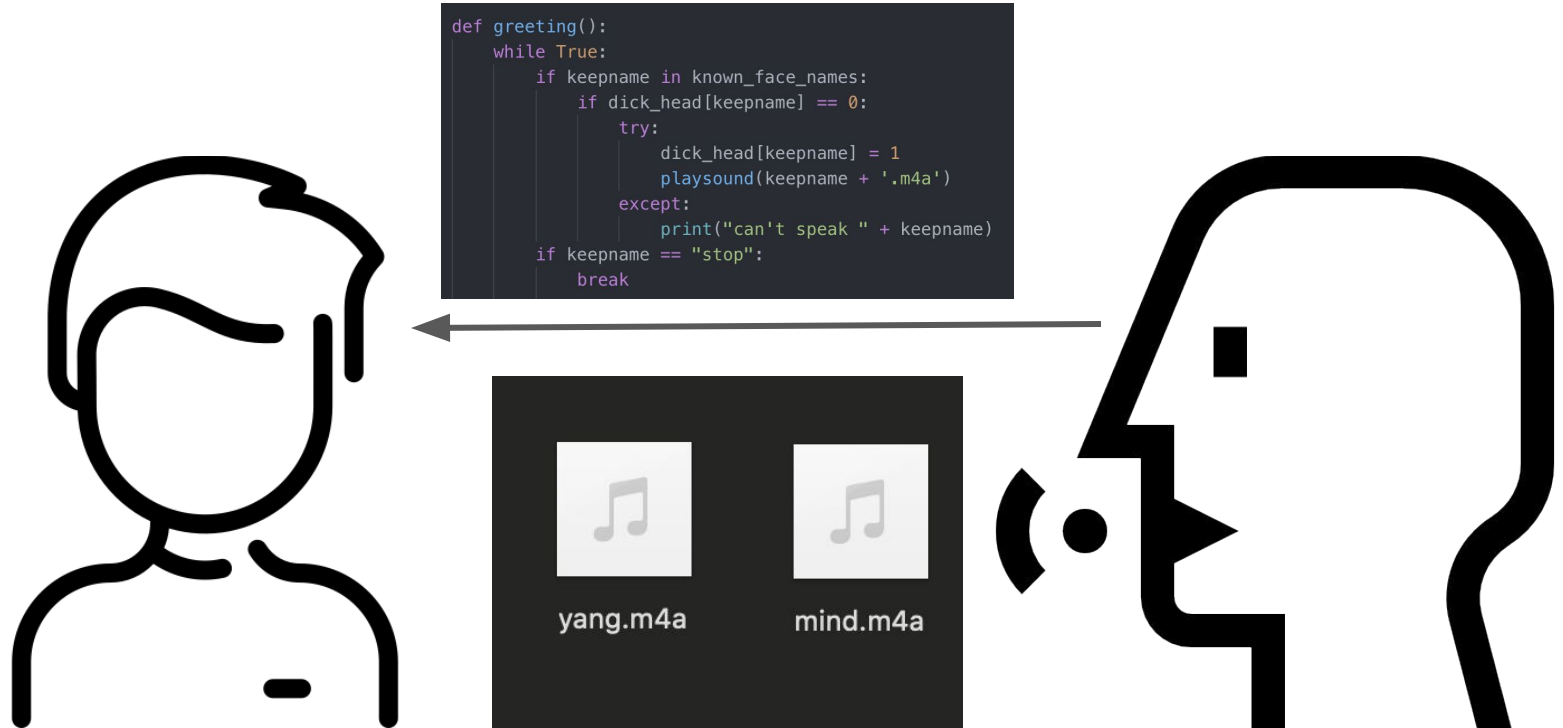 def greeting():
    while True:
        if keepname in known_face_names:
            if dick_head[keepname] == 0:
                try:
                    dick_head[keepname] = 1
                    playsound(keepname + '.m4a')
                except:
                    print("can't speak " + keepname)
        if keepname == "stop":
            break
yang.m4a
mind.m4a